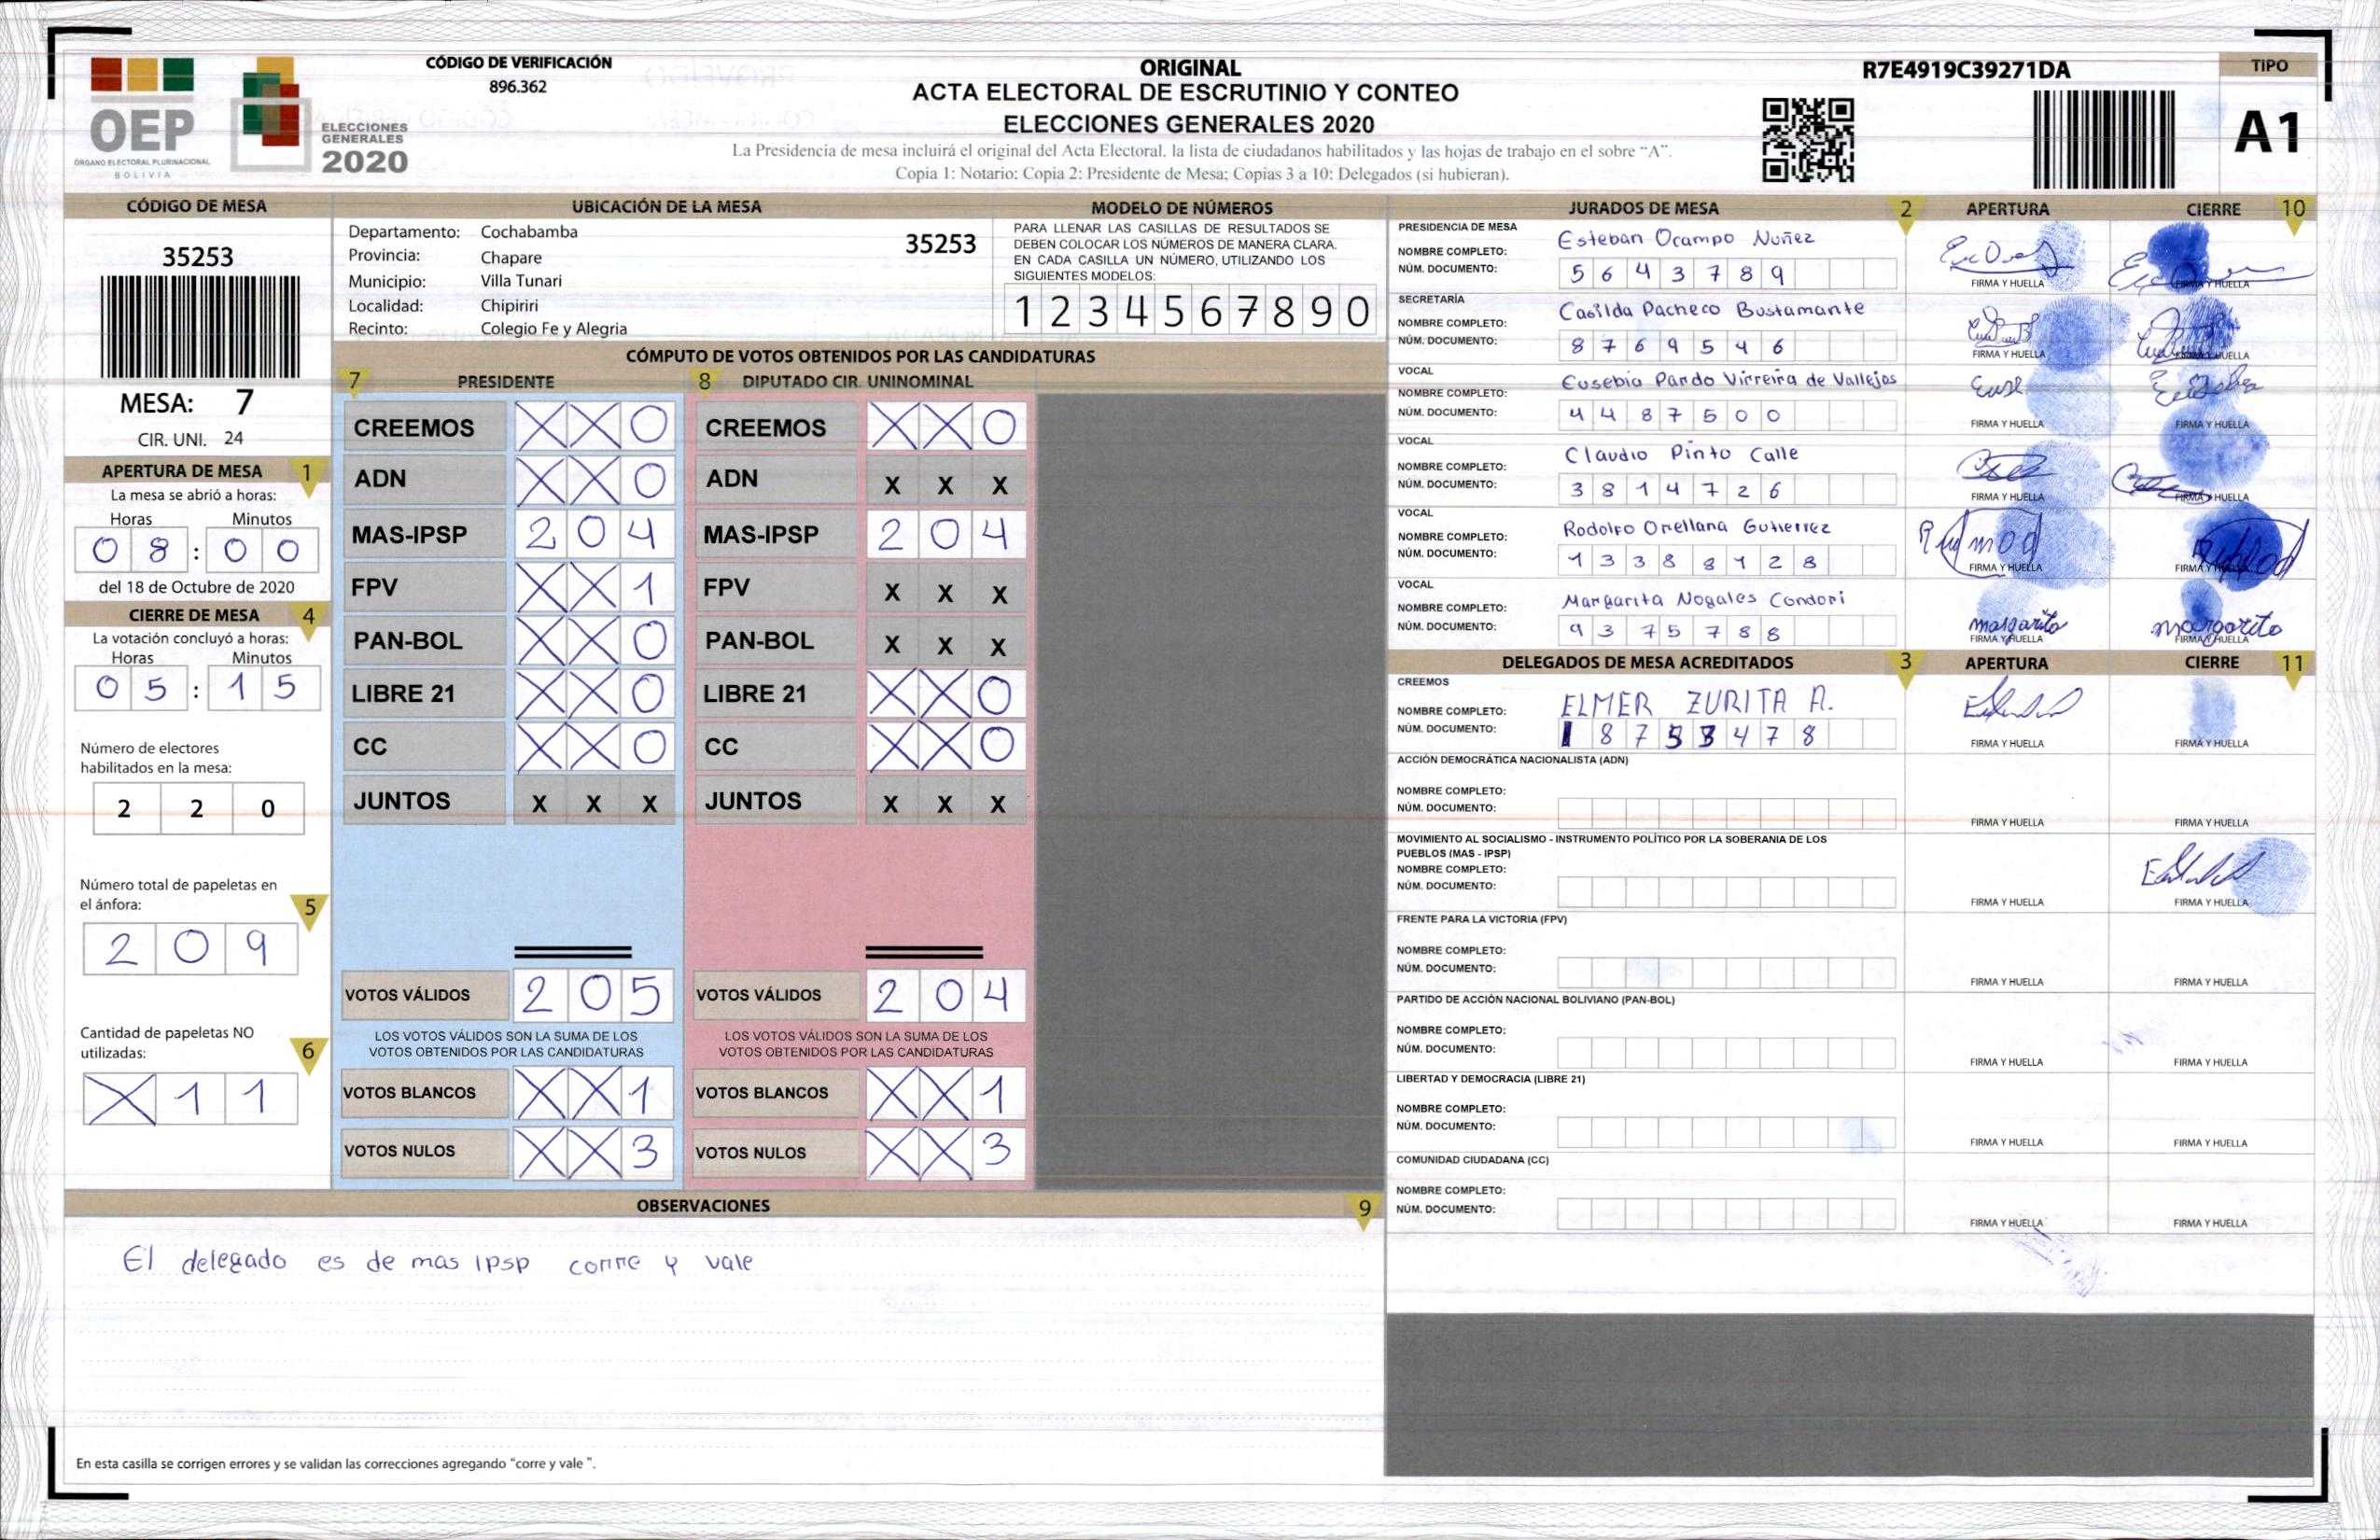 OEP
ÓRGANO ELECTORAL PLURINACIONAL
BOLIVIA
ELECCIONES
GENERALES
2020
CÓDIGO DE VERIFICACIÓN
896.362
ORIGINAL
ACTA ELECTORAL DE ESCRUTINIO Y CONTEO
ELECCIONES GENERALES 2020
La Presidencia de mesa incluirá el original del Acta Electoral. la lista de ciudadanos habilitados y las hojas de trabajo en el sobre “A”.
Copia 1: Notario: Copia 2: Presidente de Mesa; Copias 3 a 10: Delegados (si hubieran).
R7E4919C39271DA
TIPO
A1
CÓDIGO DE MESA
35253
MESA: 7
CIR. UNI. 24
APERTURA DE MESA 1
La mesa se abrió a horas:
Horas Minutos
0 8 : 0 0
del 18 de Octubre de 2020
CIERRE DE MESA 4
La votación concluyó a horas:
Horas Minutos
0 5 : 1 5
Número de electores
habilitados en la mesa:
2 2 0
Número total de papeletas en
el ánfora: 5
2 0 9
Cantidad de papeletas NO
utilizadas: 6
X 1 1
UBICACIÓN DE LA MESA
Departamento: Cochabamba 35253
Provincia: Chapare
Municipio: Villa Tunari
Localidad: Chipiriri
Recinto: Colegio Fe y Alegria
MODELO DE NÚMEROS
PARA LLENAR LAS CASILLAS DE RESULTADOS SE
DEBEN COLOCAR LOS NÚMEROS DE MANERA CLARA.
EN CADA CASILLA UN NÚMERO, UTILIZANDO LOS
SIGUIENTES MODELOS:
1 2 3 4 5 6 7 8 9 0
CÓMPUTO DE VOTOS OBTENIDOS POR LAS CANDIDATURAS
7 PRESIDENTE 8 DIPUTADO CIR. UNINOMINAL
CREEMOS X X 0 CREEMOS X X 0
ADN X X 0 ADN X X X
MAS-IPSP 2 0 4 MAS-IPSP 2 0 4
FPV X X 1 FPV X X X
PAN-BOL X X 0 PAN-BOL X X X
LIBRE 21 X X 0 LIBRE 21 X X 0
CC X X 0 CC X X 0
JUNTOS X X X JUNTOS X X X
VOTOS VÁLIDOS 2 0 5 VOTOS VÁLIDOS 2 0 4
LOS VOTOS VÁLIDOS SON LA SUMA DE LOS LOS VOTOS VÁLIDOS SON LA SUMA DE LOS
VOTOS OBTENIDOS POR LAS CANDIDATURAS VOTOS OBTENIDOS POR LAS CANDIDATURAS
VOTOS BLANCOS X X 1 VOTOS BLANCOS X X 1
VOTOS NULOS X X 3 VOTOS NULOS X X 3
OBSERVACIONES 9
El delegado es de mas IPSP corre y vale
En esta casilla se corrigen errores y se validan las correcciones agregando "corre y vale ".
JURADOS DE MESA 2 APERTURA CIERRE 10
PRESIDENCIA DE MESA
NOMBRE COMPLETO: Esteban Ocampo Nuñez
NÚM. DOCUMENTO: 5 6 4 3 7 8 9
FIRMA Y HUELLA FIRMA Y HUELLA
SECRETARÍA
NOMBRE COMPLETO: Casilda Pacheco Bustamante
NÚM. DOCUMENTO: 8 7 6 9 5 4 6
FIRMA Y HUELLA FIRMA Y HUELLA
VOCAL
NOMBRE COMPLETO: Eusebia Pardo Virreira de Vallejos
NÚM. DOCUMENTO: 4 4 8 7 5 0 0
FIRMA Y HUELLA FIRMA Y HUELLA
VOCAL
NOMBRE COMPLETO: Claudio Pinto Calle
NÚM. DOCUMENTO: 3 8 1 4 7 2 6
FIRMA Y HUELLA FIRMA Y HUELLA
VOCAL
NOMBRE COMPLETO: Rodolfo Orellana Gutierrez
NÚM. DOCUMENTO: 1 3 3 8 8 1 2 8
FIRMA Y HUELLA FIRMA Y HUELLA
VOCAL
NOMBRE COMPLETO: Margarita Nogales Condori
NÚM. DOCUMENTO: 9 3 7 5 7 8 8
margarita margarita
FIRMA Y HUELLA FIRMA Y HUELLA
DELEGADOS DE MESA ACREDITADOS 3 APERTURA CIERRE 11
CREEMOS
NOMBRE COMPLETO: ELMER ZURITA A.
NÚM. DOCUMENTO: 1 8 7 5 3 4 7 8
FIRMA Y HUELLA FIRMA Y HUELLA
ACCIÓN DEMOCRÁTICA NACIONALISTA (ADN)
NOMBRE COMPLETO:
NÚM. DOCUMENTO:
FIRMA Y HUELLA FIRMA Y HUELLA
MOVIMIENTO AL SOCIALISMO - INSTRUMENTO POLÍTICO POR LA SOBERANIA DE LOS
PUEBLOS (MAS - IPSP)
NOMBRE COMPLETO:
NÚM. DOCUMENTO:
FIRMA Y HUELLA FIRMA Y HUELLA
FRENTE PARA LA VICTORIA (FPV)
NOMBRE COMPLETO:
NÚM. DOCUMENTO:
FIRMA Y HUELLA FIRMA Y HUELLA
PARTIDO DE ACCIÓN NACIONAL BOLIVIANO (PAN-BOL)
NOMBRE COMPLETO:
NÚM. DOCUMENTO:
FIRMA Y HUELLA FIRMA Y HUELLA
LIBERTAD Y DEMOCRACIA (LIBRE 21)
NOMBRE COMPLETO:
NÚM. DOCUMENTO:
FIRMA Y HUELLA FIRMA Y HUELLA
COMUNIDAD CIUDADANA (CC)
NOMBRE COMPLETO:
NÚM. DOCUMENTO:
FIRMA Y HUELLA FIRMA Y HUELLA